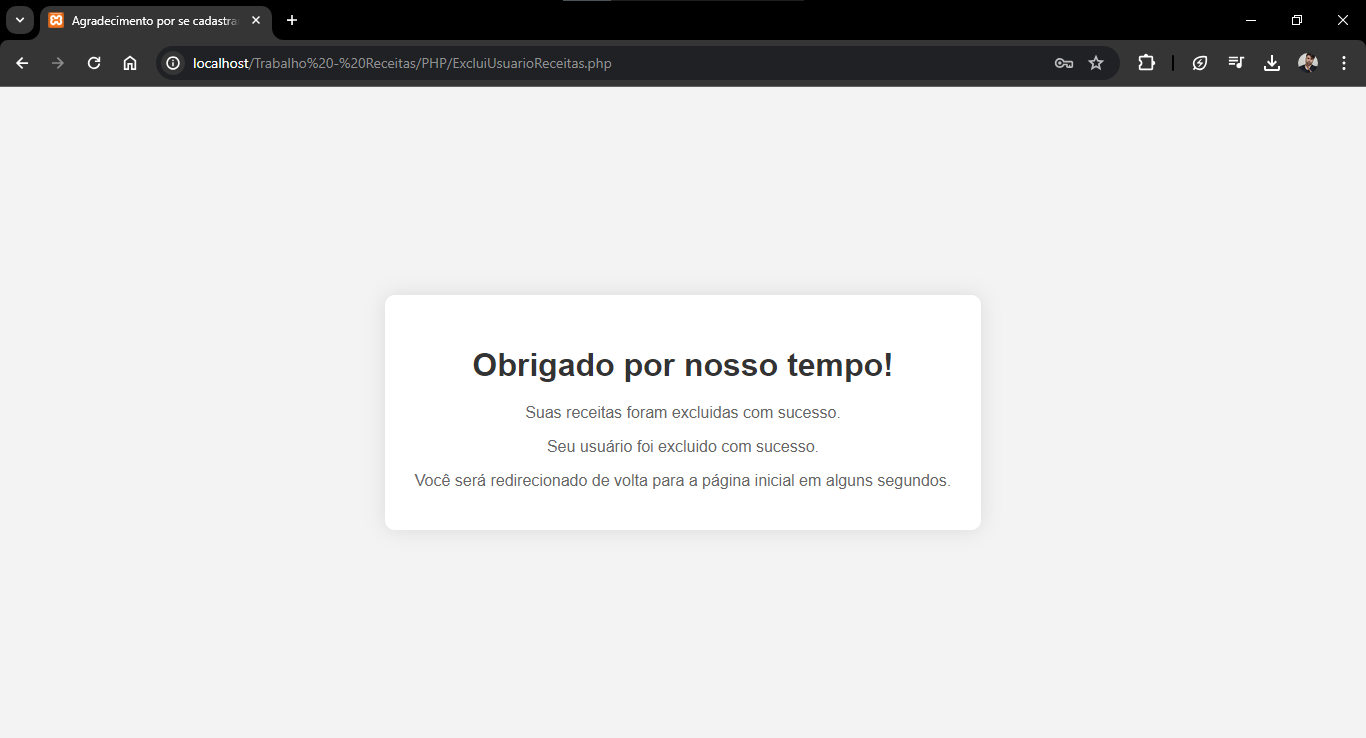 Agradecimento por se cadastra
localhost/Trabalho%20-%20Receitas/PHP/ExcluiUsuarioReceitas.php
Obrigado por nosso tempo!
Suas receitas foram excluidas com sucesso.
Seu usuário foi excluido com sucesso.
Você será redirecionado de volta para a página inicial em alguns segundos.